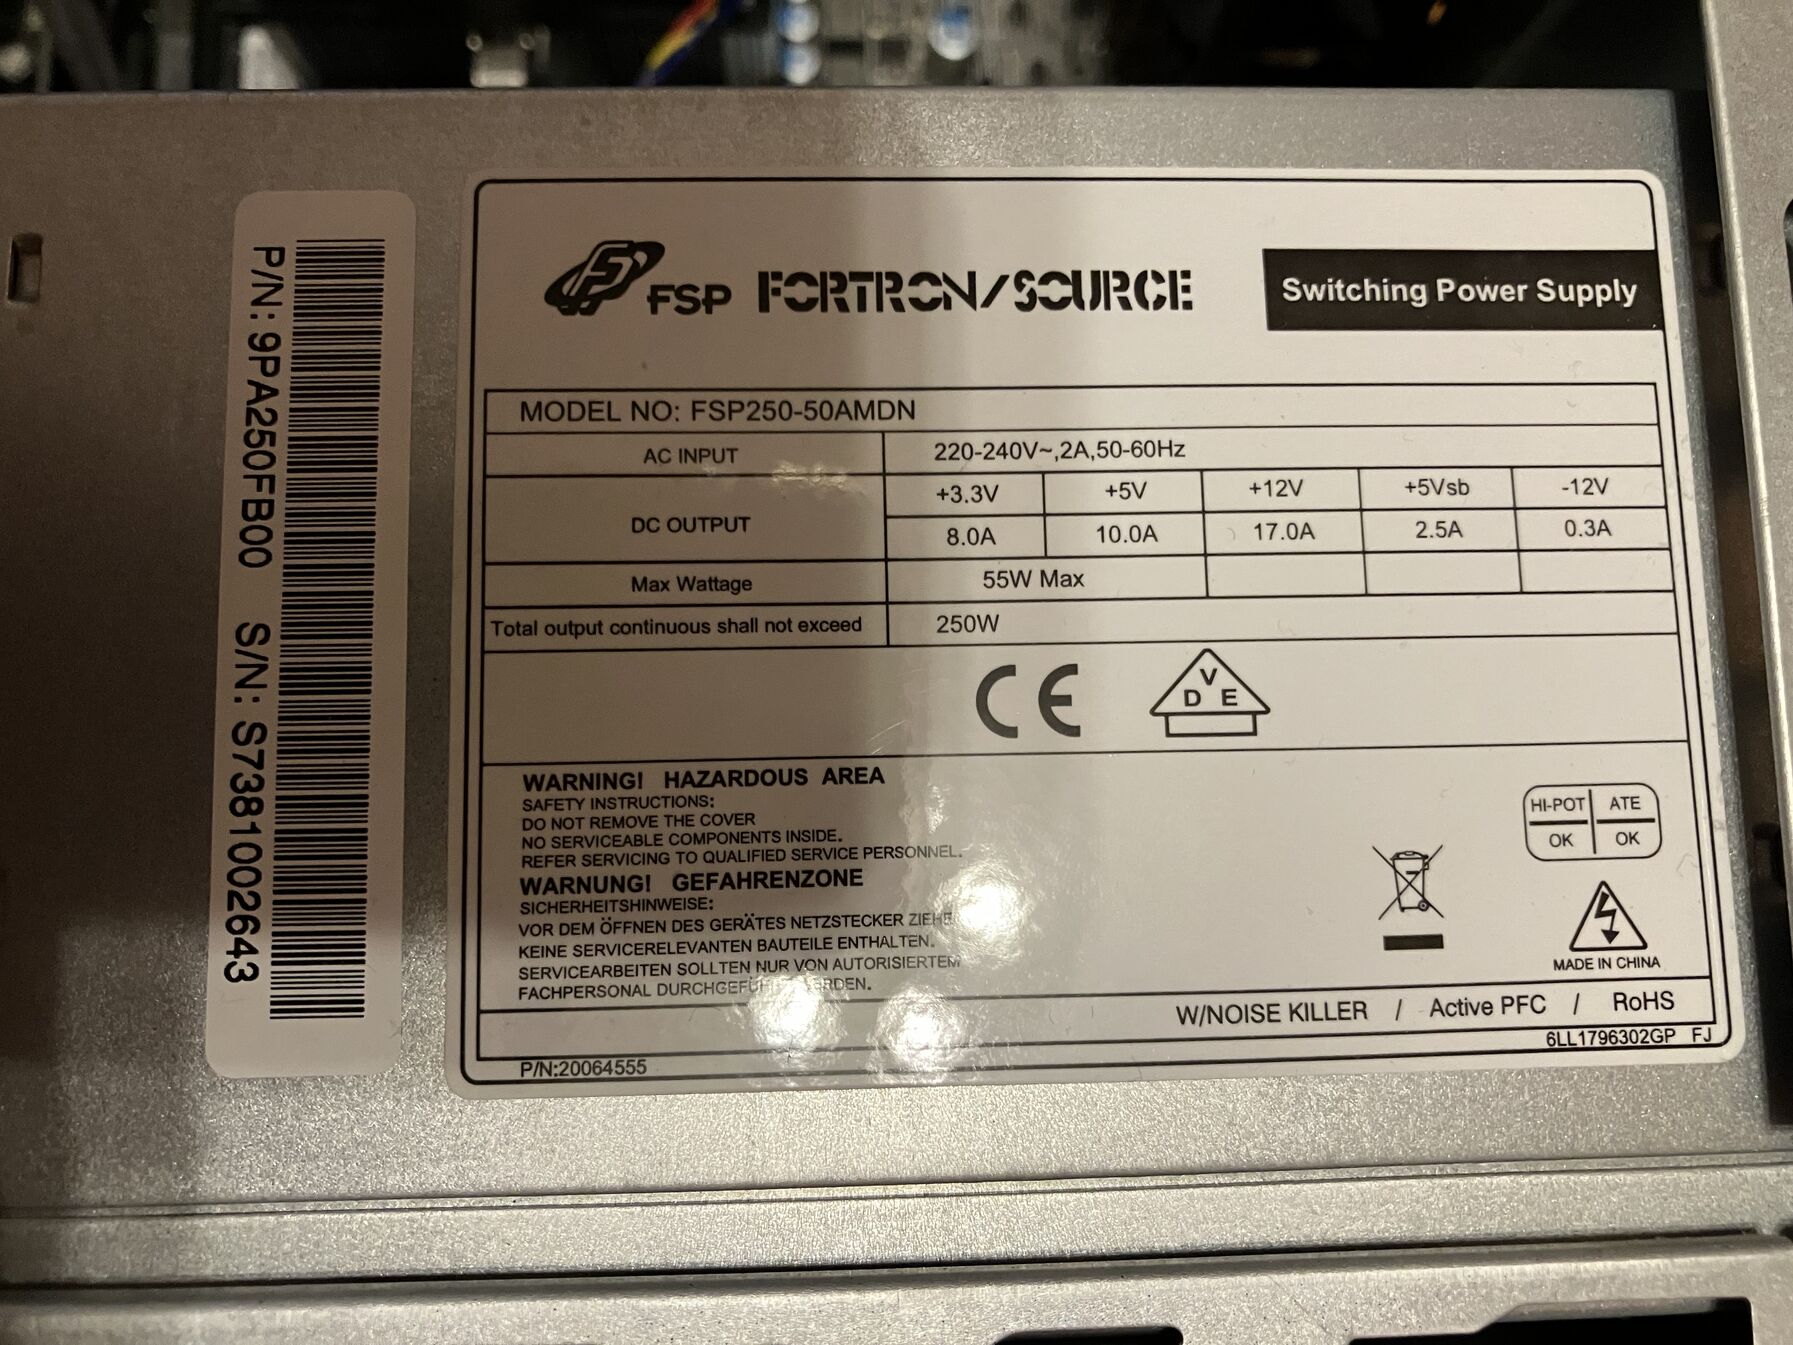 P/N: 9PA250FB00 S/N: S7381002643
FSP FORTRON/SOURCE
Switching Power Supply
MODEL NO: FSP250-50AMDN
AC INPUT 220-240V~,2A,50-60Hz
DC OUTPUT
+3.3V +5V +12V +5Vsb -12V
8.0A 10.0A 17.0A 2.5A 0.3A
Max Wattage 55W Max
Total output continuous shall not exceed 250W
CE
V
D E
WARNING! HAZARDOUS AREA
SAFETY INSTRUCTIONS:
DO NOT REMOVE THE COVER
NO SERVICEABLE COMPONENTS INSIDE.
REFER SERVICING TO QUALIFIED SERVICE PERSONNEL.
WARNUNG! GEFAHRENZONE
SICHERHEITSHINWEISE:
VOR DEM ÖFFNEN DES GERÄTES NETZSTECKER
KEINE SERVICERELEVANTEN BAUTEILE ENTHALTEN.
SERVICEARBEITEN SOLLTEN NUR VON AUTORISIERTEM
FACHPERSONAL
HI-POT ATE
OK OK
MADE IN CHINA
W/NOISE KILLER / Active PFC / RoHS
6LL1796302GP FJ
P/N:20064555